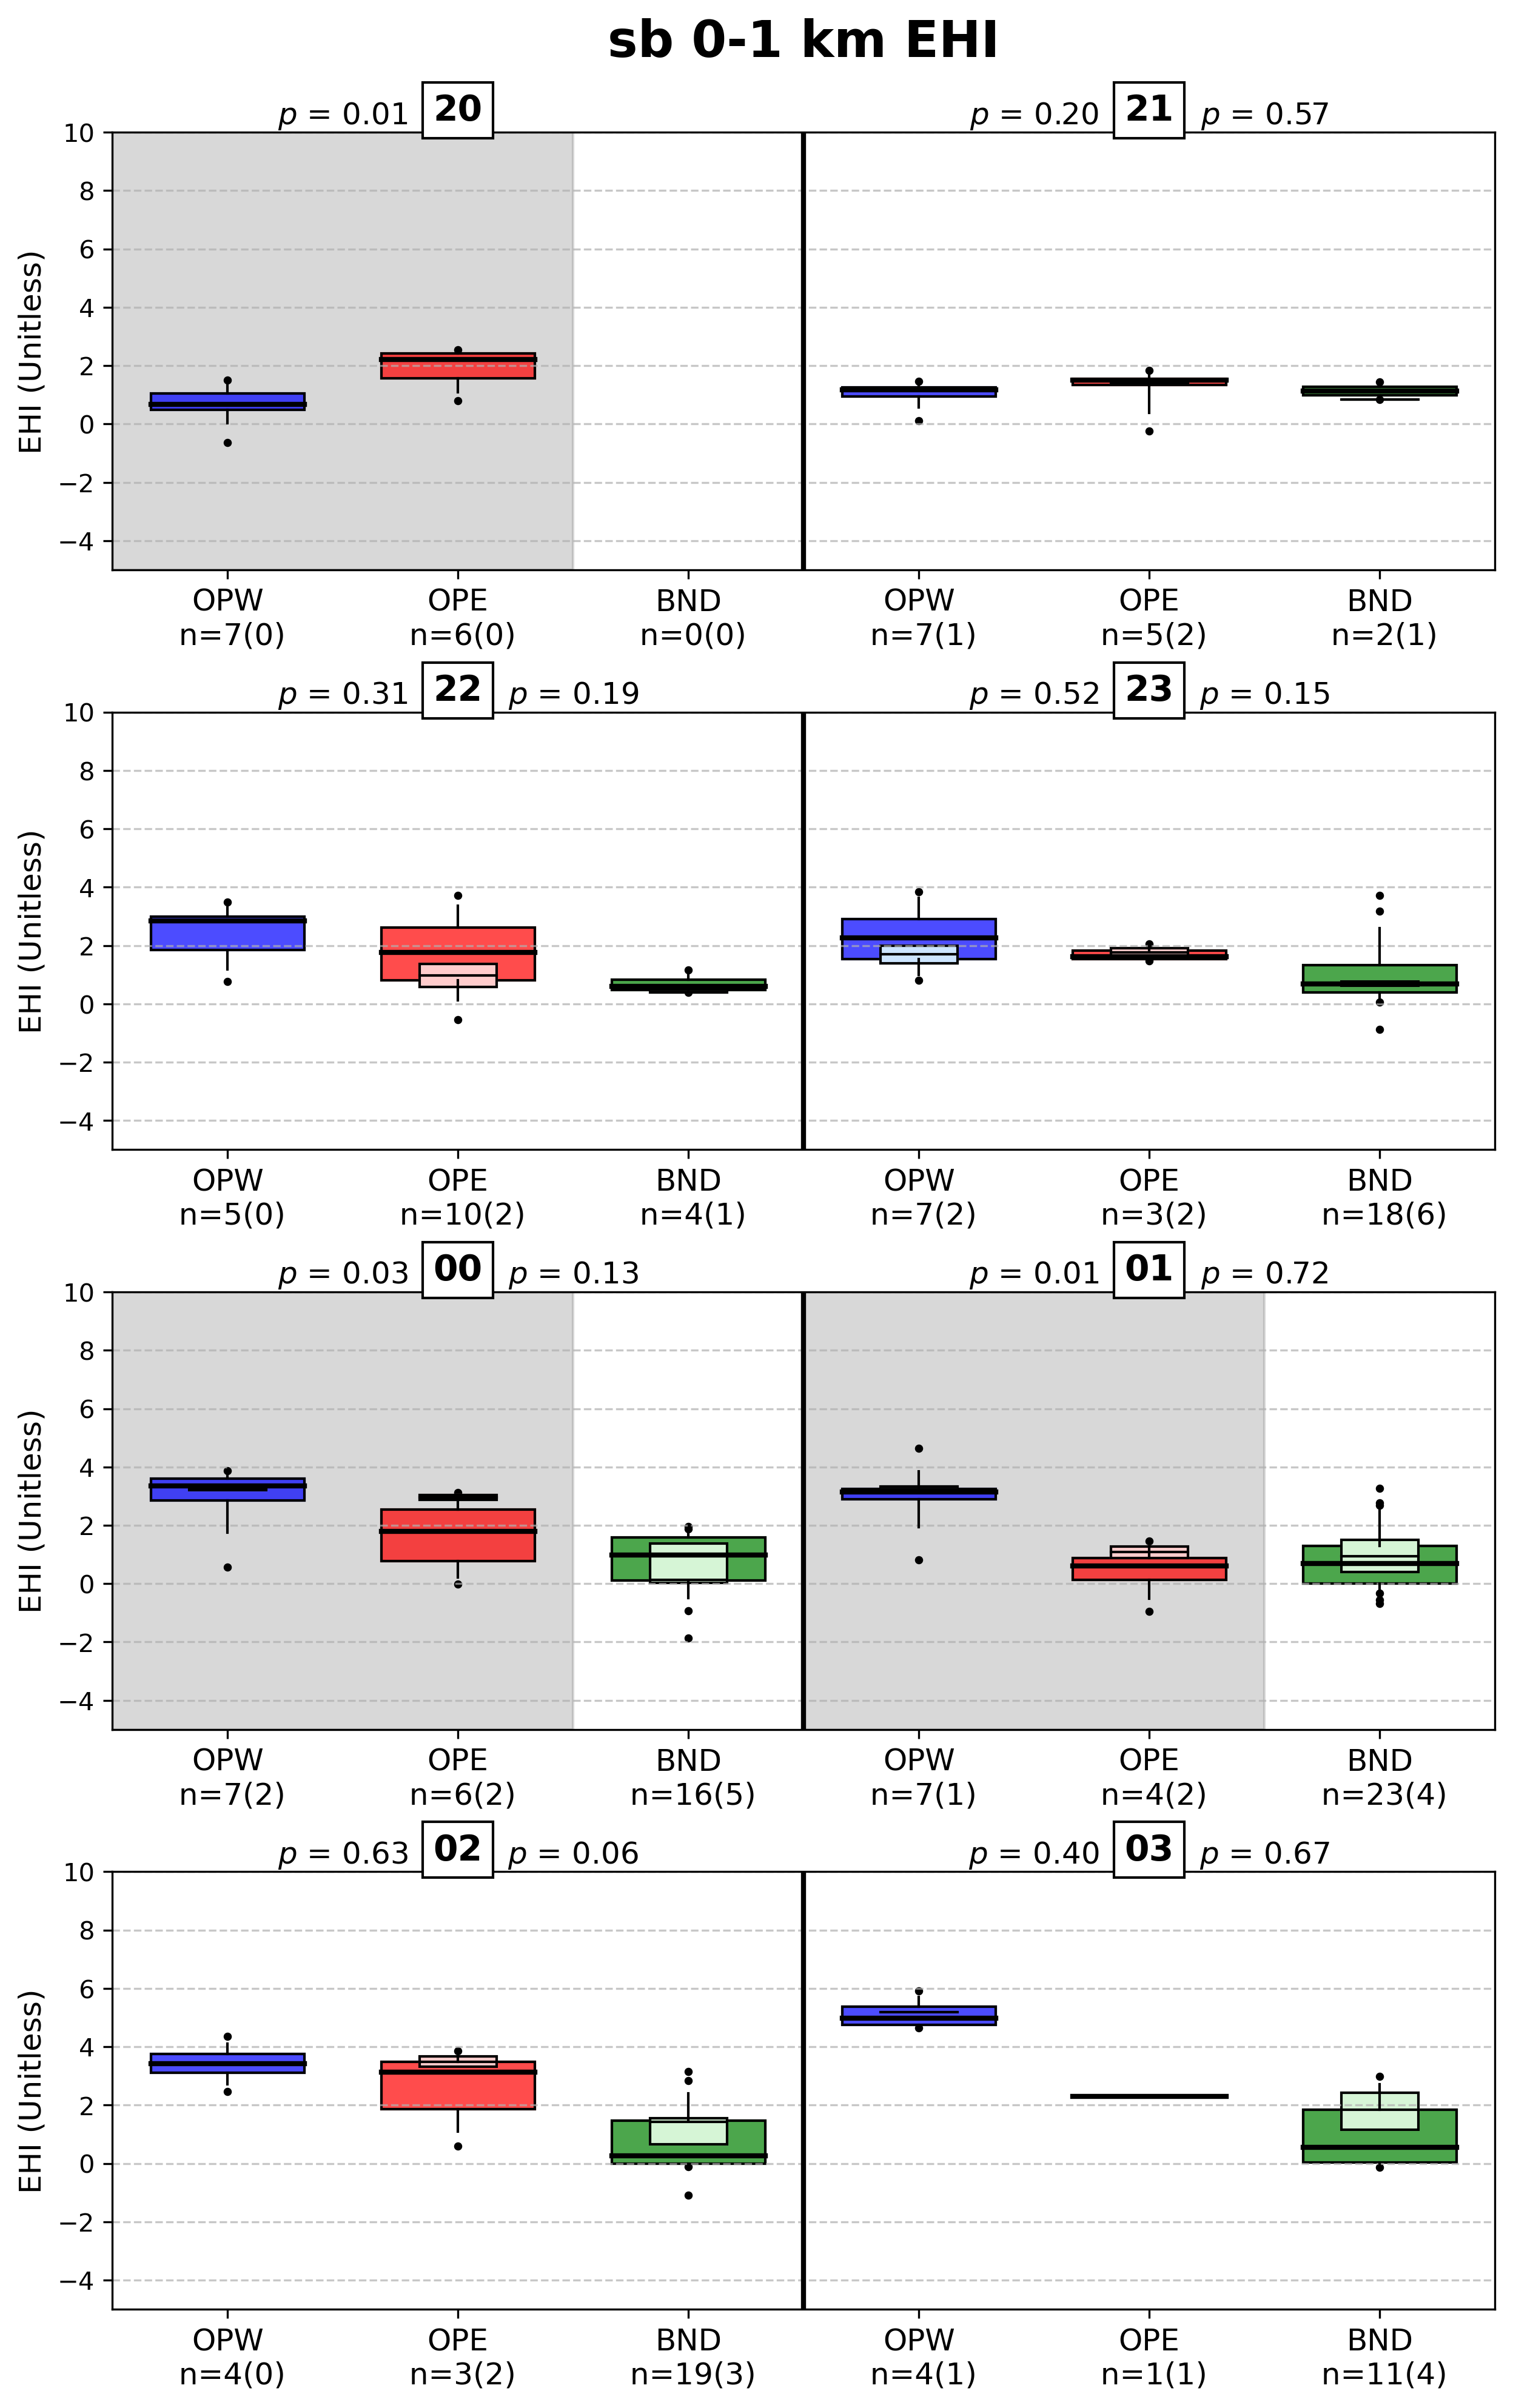 sb 0-1 km EHI
p = 0.01 20
p = 0.20 21 p = 0.57
EHI (Unitless)
10
8
6
4
2
0
−2
−4
OPW
n=7(0)
OPE
n=6(0)
BND
n=0(0)
OPW
n=7(1)
OPE
n=5(2)
BND
n=2(1)
p = 0.31 22 p = 0.19
p = 0.52 23 p = 0.15
EHI (Unitless)
10
8
6
4
2
0
−2
−4
OPW
n=5(0)
OPE
n=10(2)
BND
n=4(1)
OPW
n=7(2)
OPE
n=3(2)
BND
n=18(6)
p = 0.03 00 p = 0.13
p = 0.01 01 p = 0.72
EHI (Unitless)
10
8
6
4
2
0
−2
−4
OPW
n=7(2)
OPE
n=6(2)
BND
n=16(5)
OPW
n=7(1)
OPE
n=4(2)
BND
n=23(4)
p = 0.63 02 p = 0.06
p = 0.40 03 p = 0.67
EHI (Unitless)
10
8
6
4
2
0
−2
−4
OPW
n=4(0)
OPE
n=3(2)
BND
n=19(3)
OPW
n=4(1)
OPE
n=1(1)
BND
n=11(4)